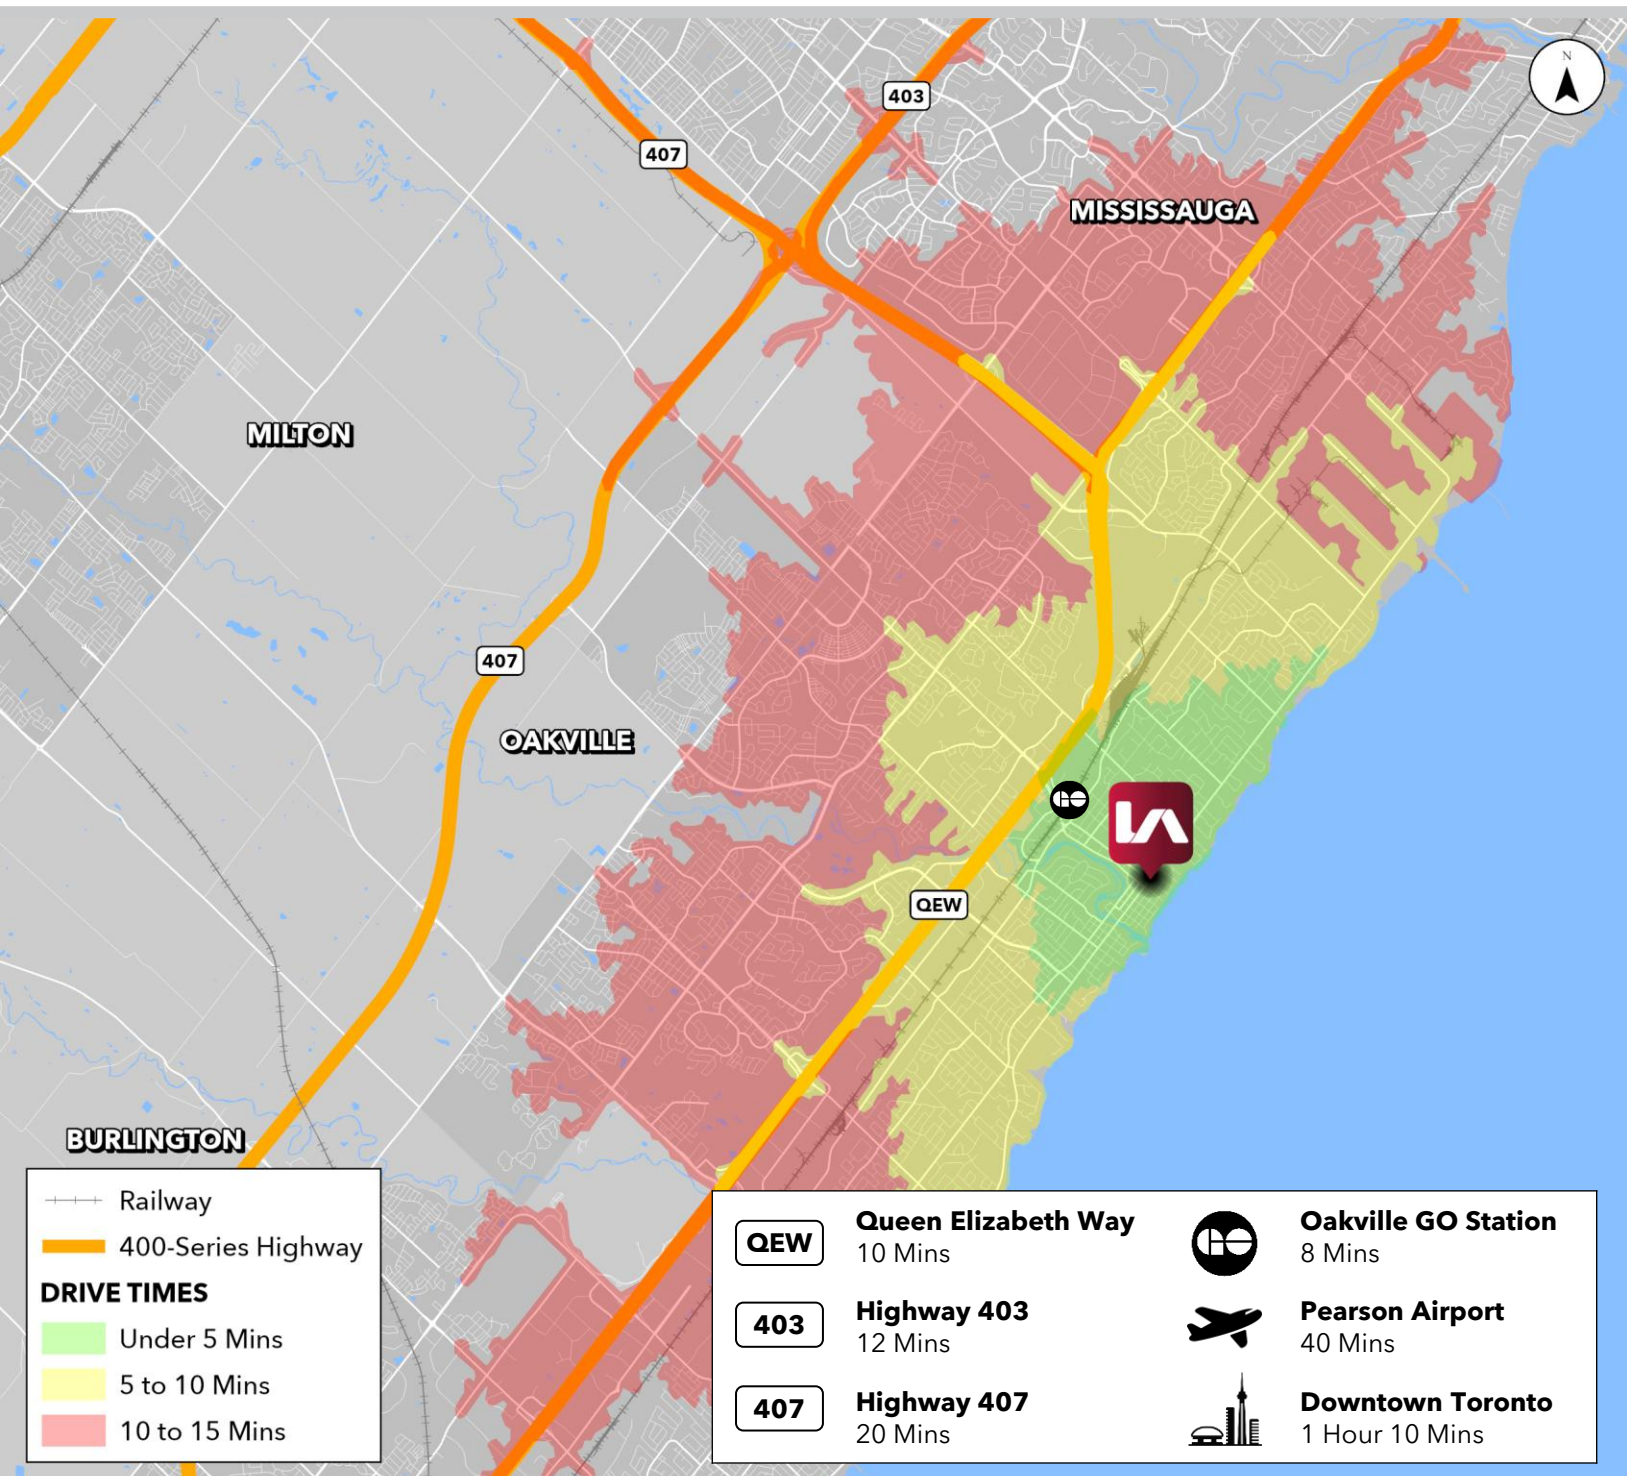 N
403
407
MISSISSAUGA
MILTON
407
OAKVILLE
QEW
BURLINGTON
Railway
400-Series Highway
DRIVE TIMES
Under 5 Mins
5 to 10 Mins
10 to 15 Mins
QEW
Queen Elizabeth Way
10 Mins
403
Highway 403
12 Mins
407
Highway 407
20 Mins
Oakville GO Station
8 Mins
Pearson Airport
40 Mins
Downtown Toronto
1 Hour 10 Mins